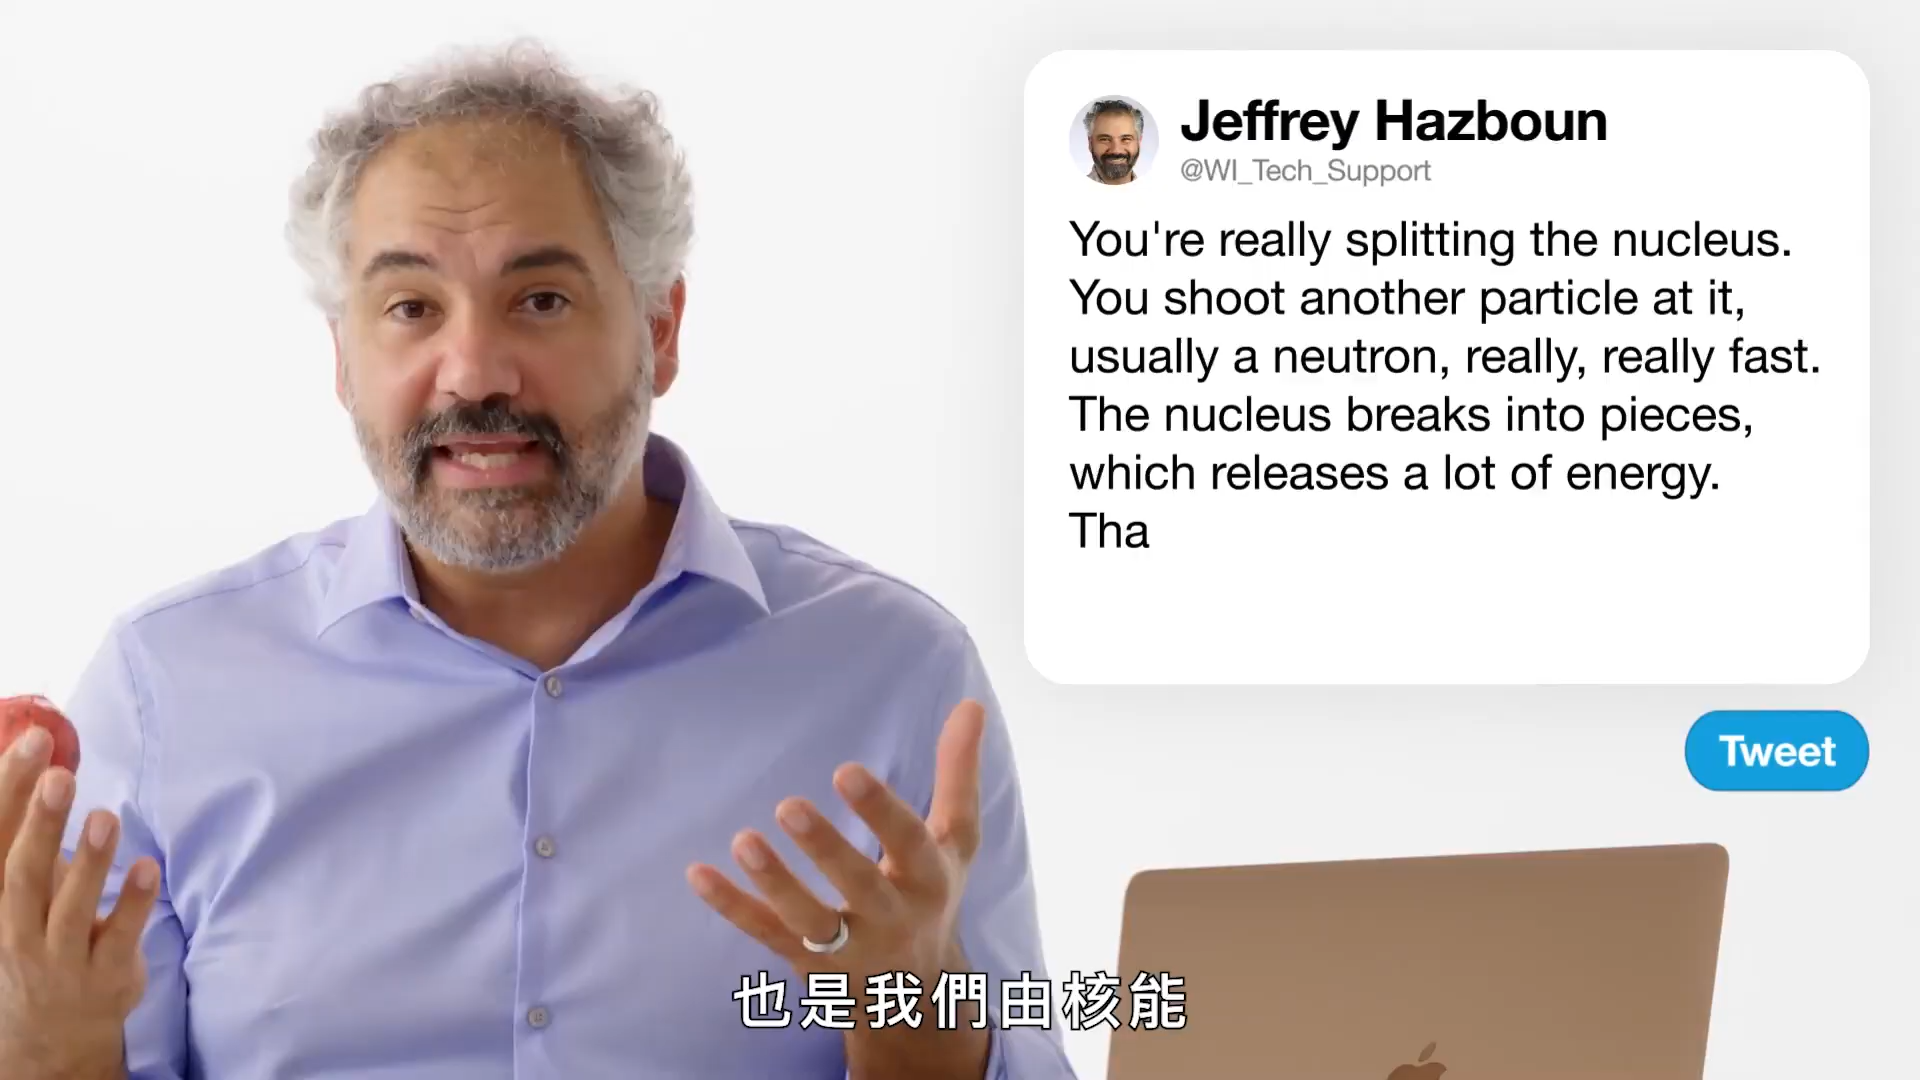 Jeffrey Hazboun
@WI_Tech_Support
You're really splitting the nucleus.
You shoot another particle at it,
usually a neutron, really, really fast.
The nucleus breaks into pieces,
which releases a lot of energy.
Tha
Tweet
也是我們由核能